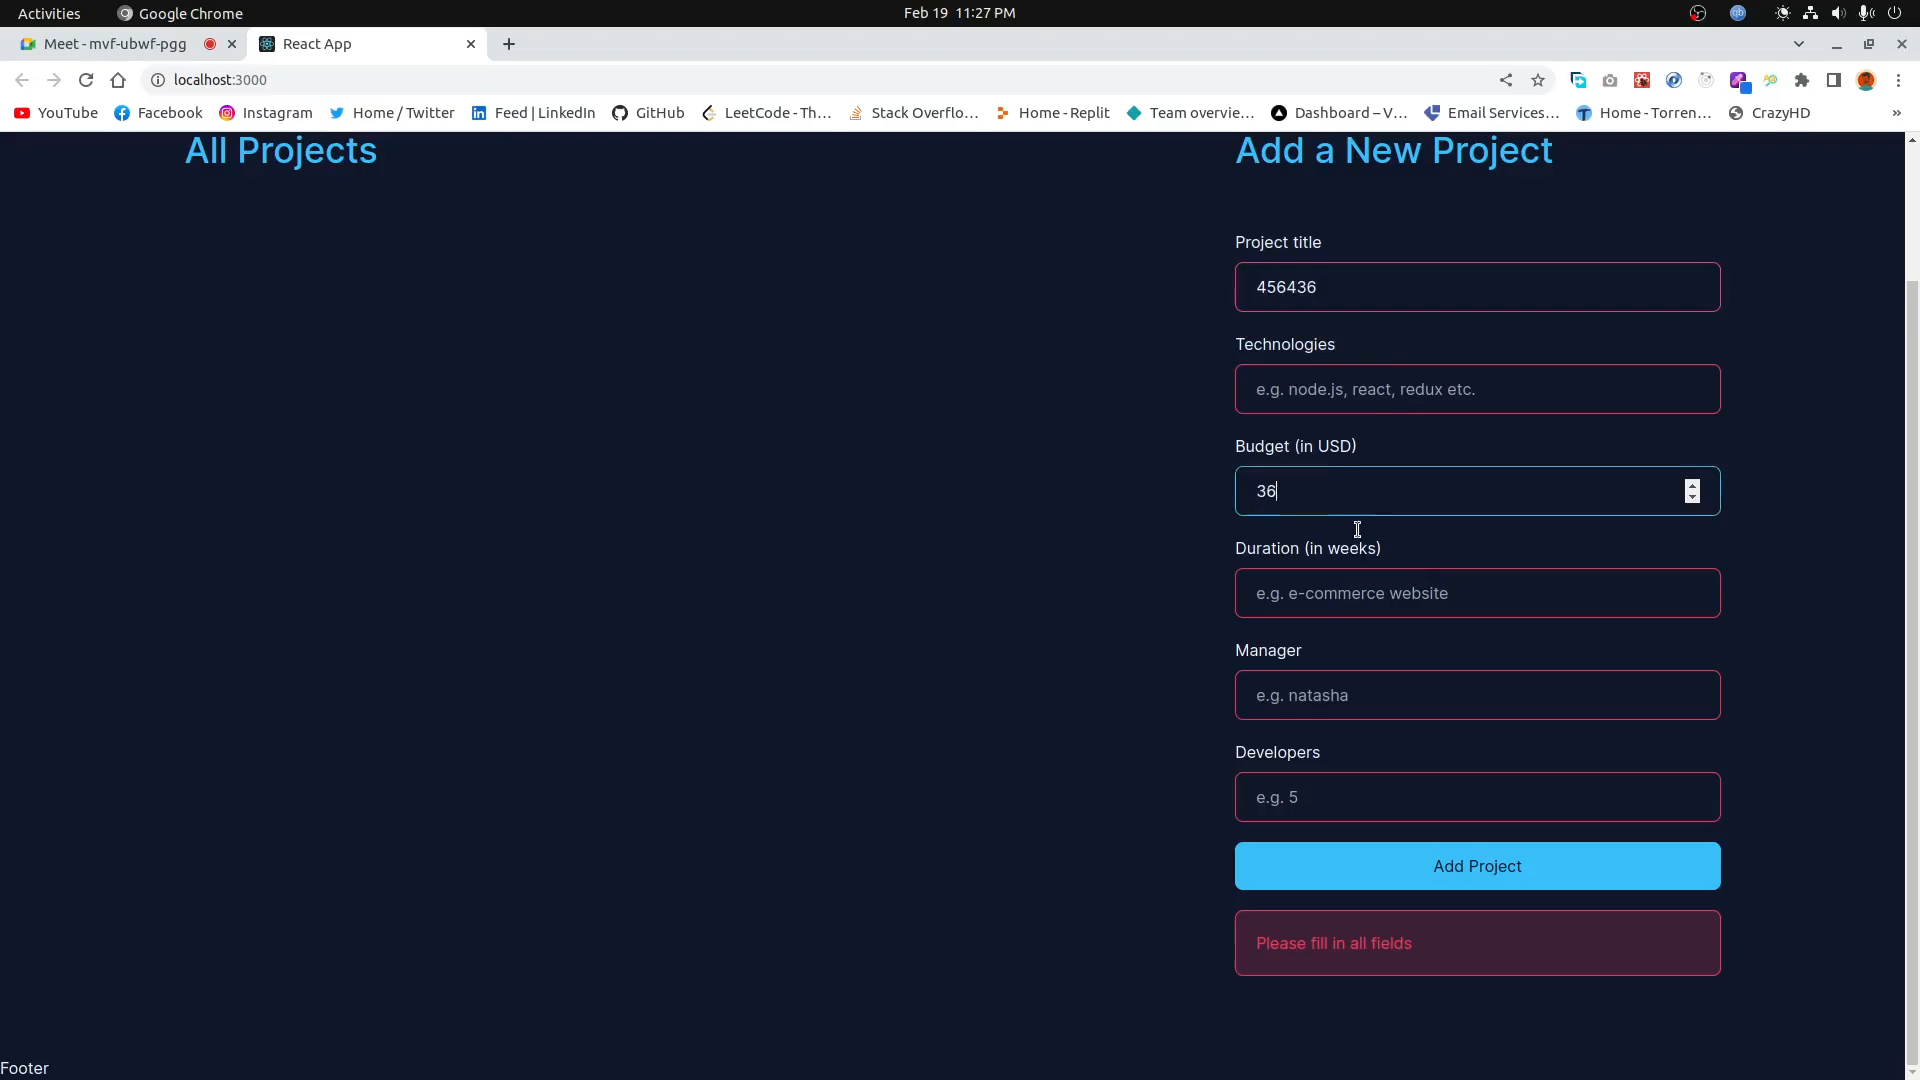 Activities Google Chrome Feb 19 11:27 PM
Meet - mvf-ubwf-pgg React App
localhost:3000
YouTube Facebook Instagram Home / Twitter Feed | LinkedIn GitHub LeetCode - Th... Stack Overflo... Home - Replit Team overvie... Dashboard – V... Email Services... Home - Torren... CrazyHD »
All Projects
Add a New Project
Project title
456436
Technologies
e.g. node.js, react, redux etc.
Budget (in USD)
36
Duration (in weeks)
e.g. e-commerce website
Manager
e.g. natasha
Developers
e.g. 5
Add Project
Please fill in all fields
Footer